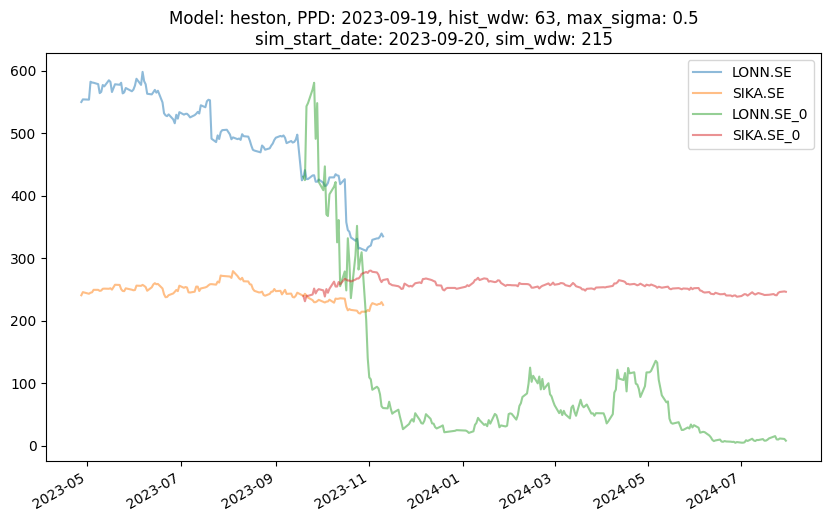 Model: heston, PPD: 2023-09-19, hist_wdw: 63, max_sigma: 0.5
sim_start_date: 2023-09-20, sim_wdw: 215
LONN.SE
SIKA.SE
LONN.SE_0
SIKA.SE_0
600
500
400
300
200
100
0
2023-05
2023-07
2023-09
2023-11
2024-01
2024-03
2024-05
2024-07